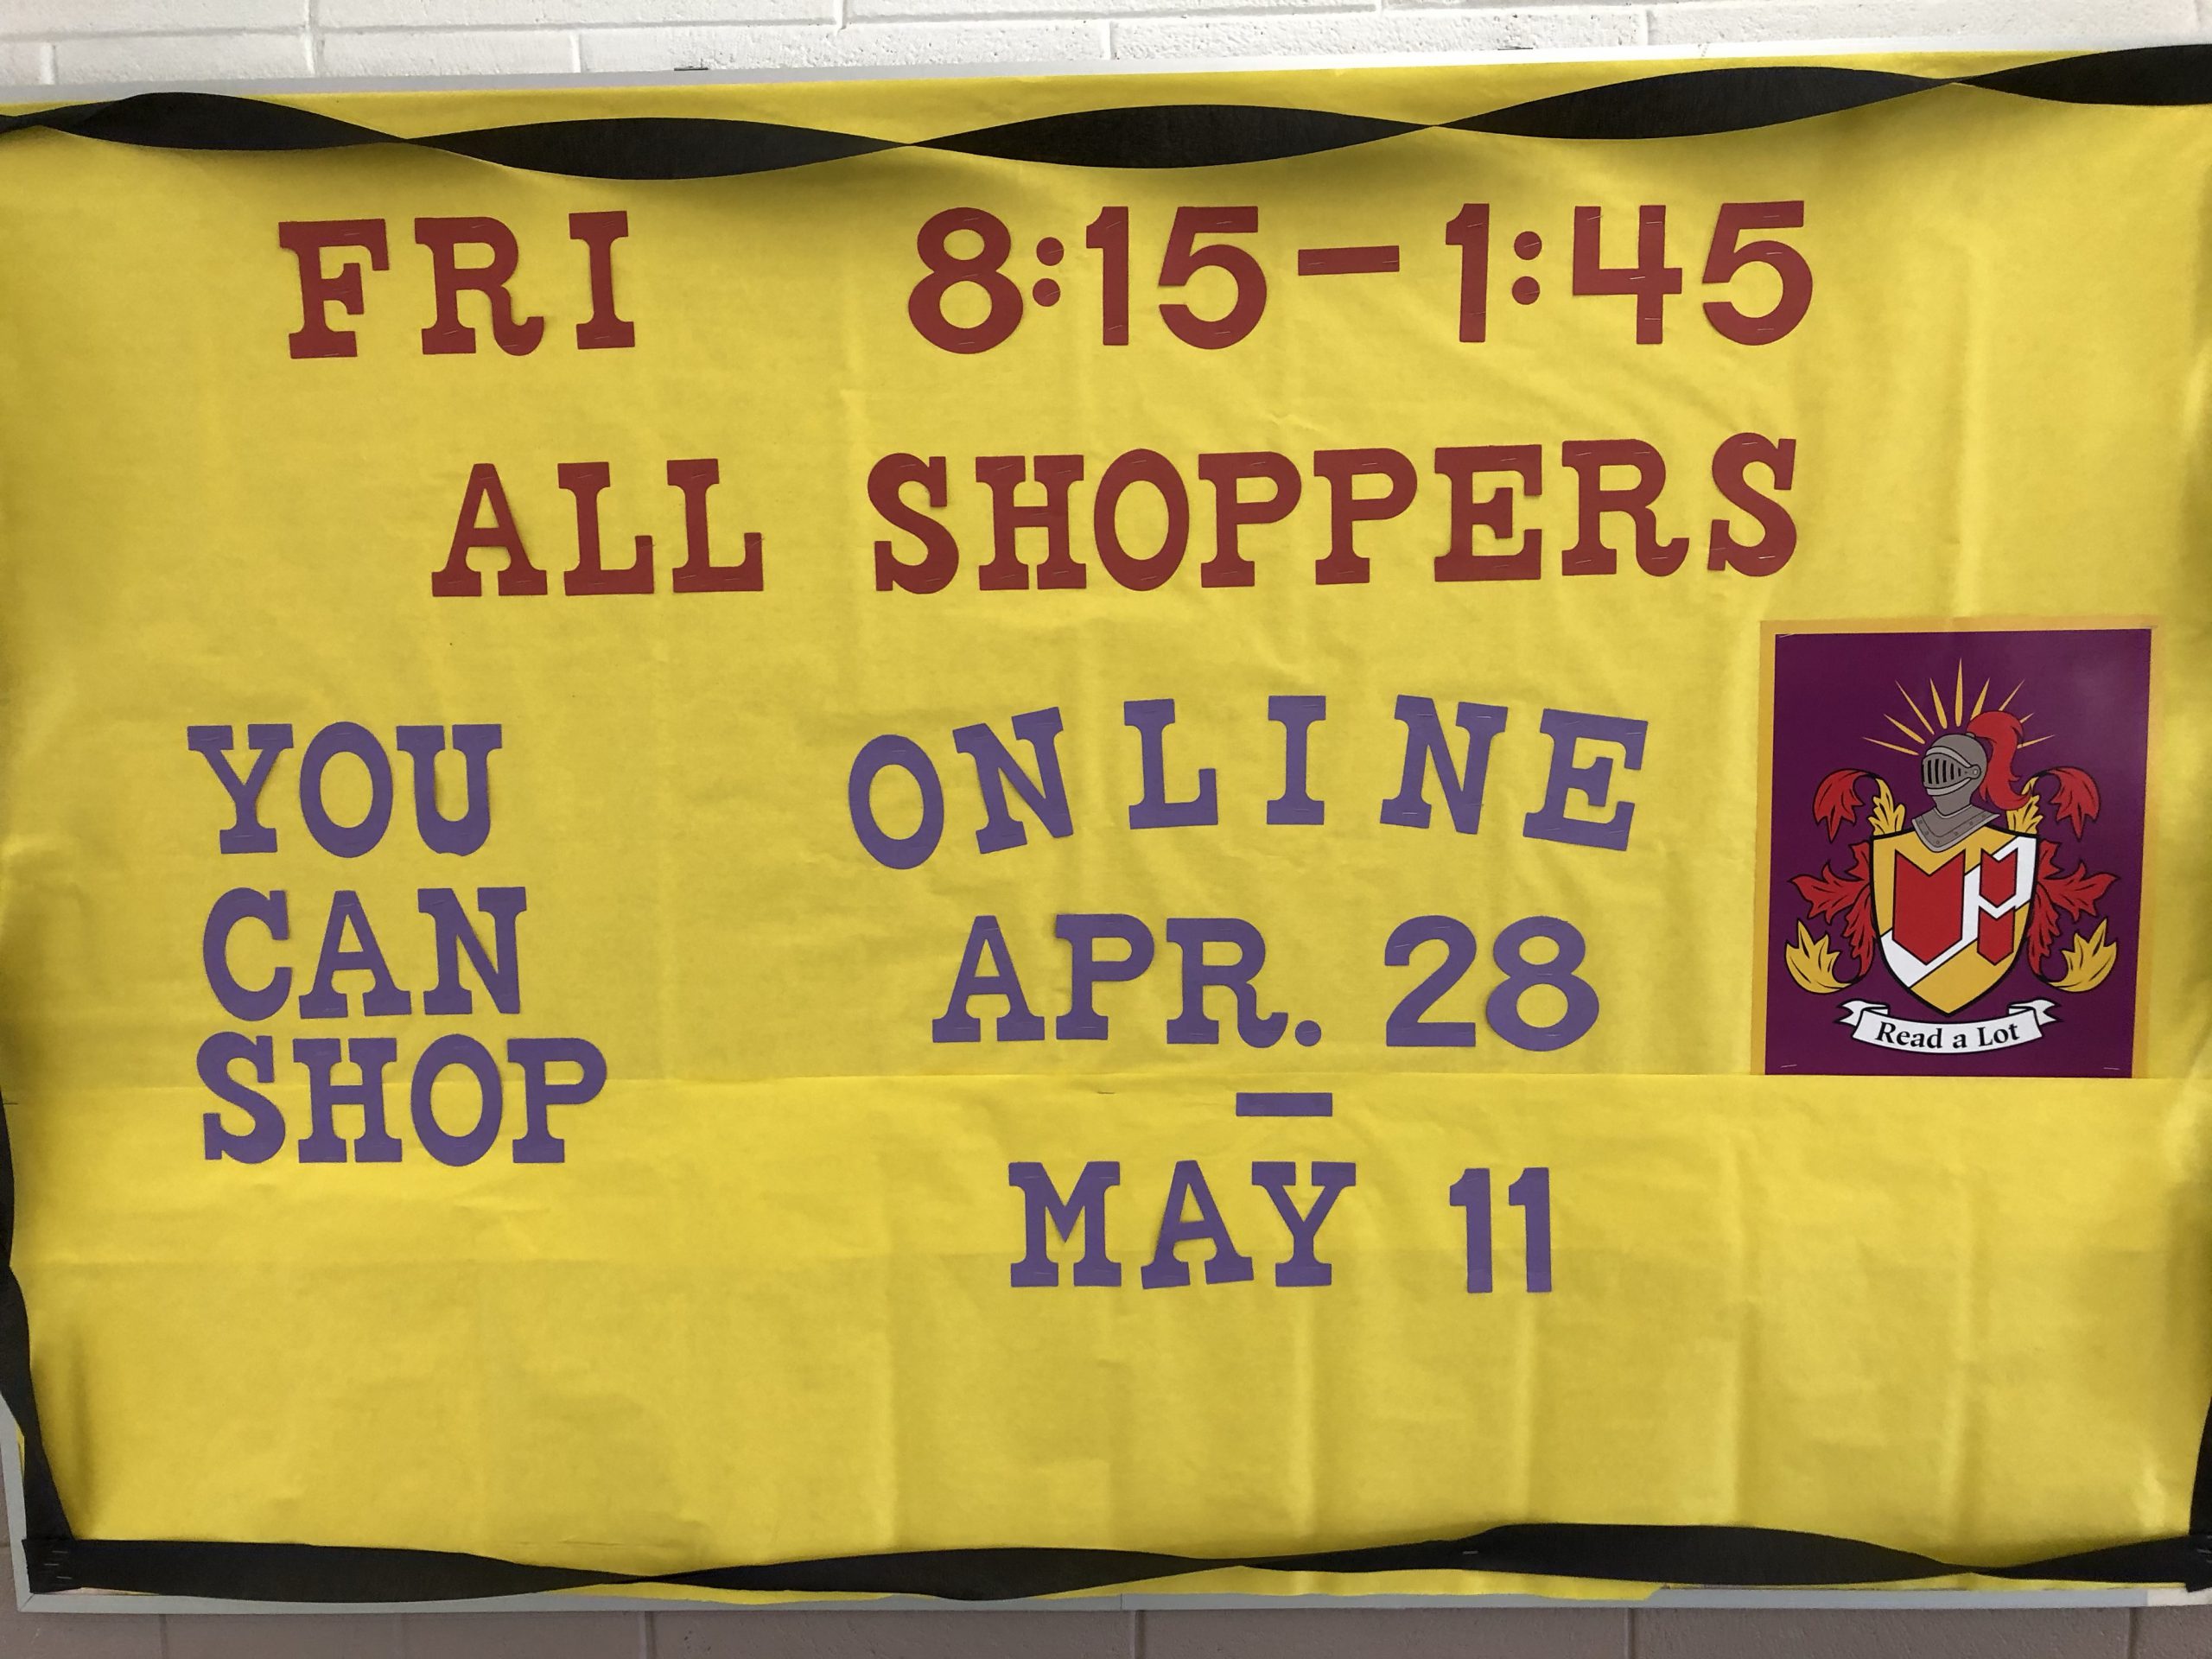 FRI 8:15-1:45
ALL SHOPPERS
YOU
CAN
SHOP
ONLINE
APR. 28
-
MAY 11
Read a Lot